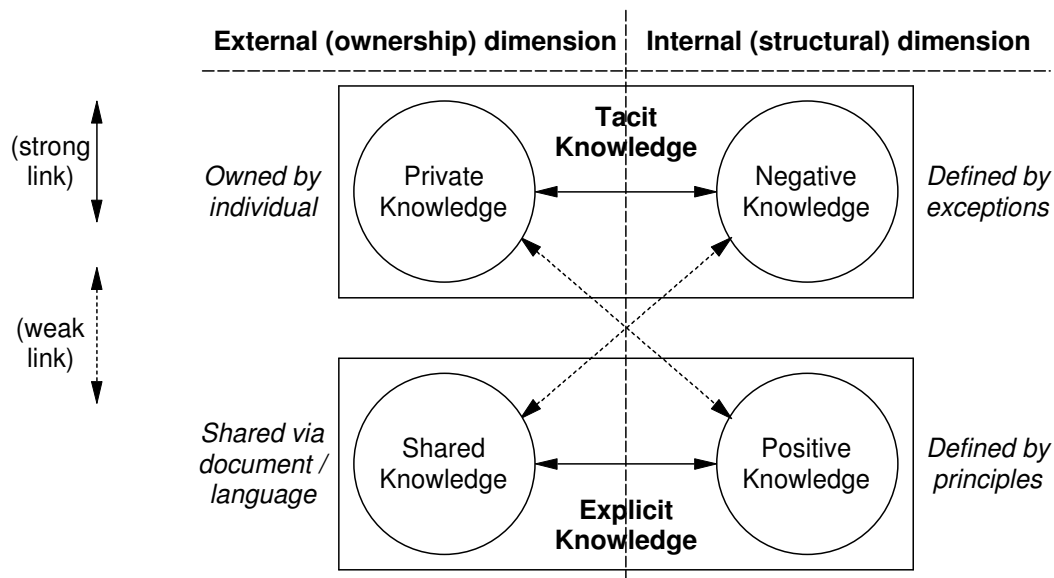 External (ownership) dimension
Internal (structural) dimension
(strong
link)
Tacit
Knowledge
Owned by
individual
Private
Knowledge
Negative
Knowledge
Defined by
exceptions
(weak
link)
Shared via
document /
language
Shared
Knowledge
Positive
Knowledge
Defined by
principles
Explicit
Knowledge